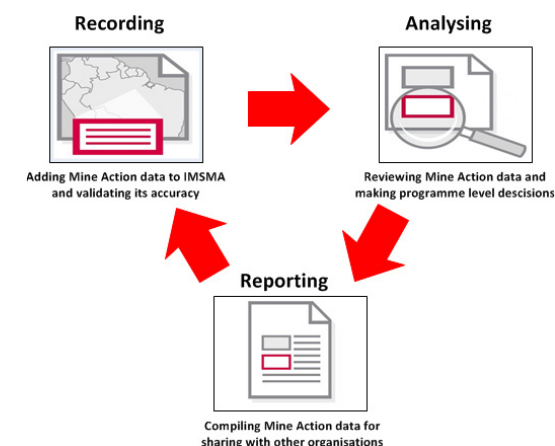 Recording
Adding Mine Action data to IMSMA
and validating its accuracy
Analysing
Reviewing Mine Action data and
making programme level descisions
Reporting
Compiling Mine Action data for
sharing with other organisations